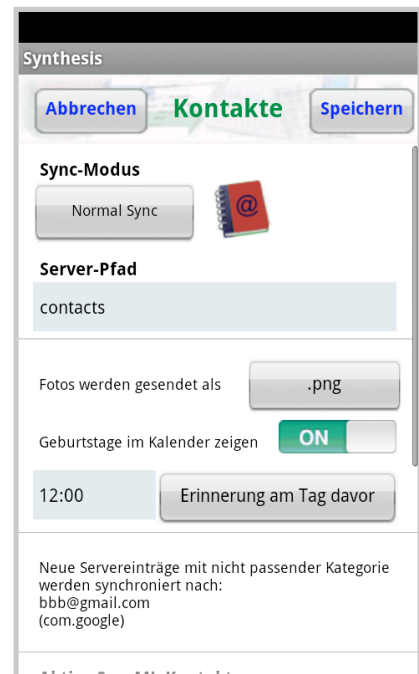 Synthesis
Abbrechen Kontakte Speichern
Sync-Modus
Normal Sync
@
Server-Pfad
contacts
Fotos werden gesendet als .png
Geburtstage im Kalender zeigen ON
12:00 Erinnerung am Tag davor
Neue Servereinträge mit nicht passender Kategorie
werden synchroniert nach:
bbb@gmail.com
(com.google)